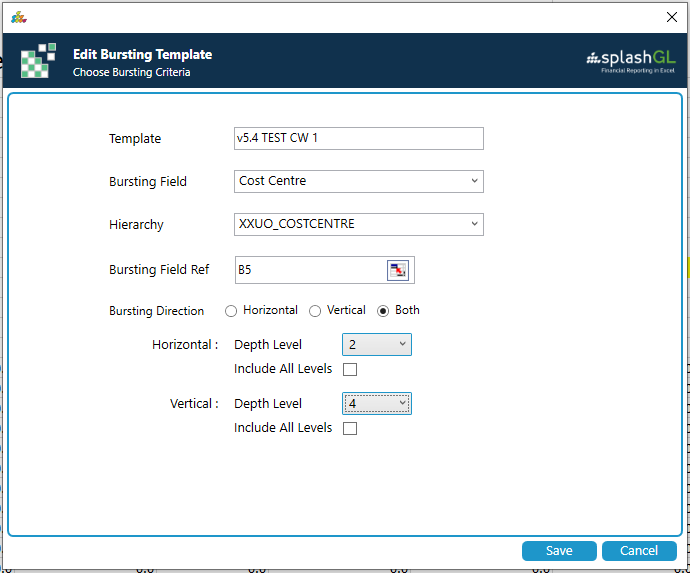 Edit Bursting Template
Choose Bursting Criteria
splashGL
Financial Reporting in Excel
Template v5.4 TEST CW 1
Bursting Field Cost Centre
Hierarchy XXUO_COSTCENTRE
Bursting Field Ref B5
Bursting Direction Horizontal Vertical Both
Horizontal : Depth Level 2
Include All Levels
Vertical : Depth Level 4
Include All Levels
Save Cancel